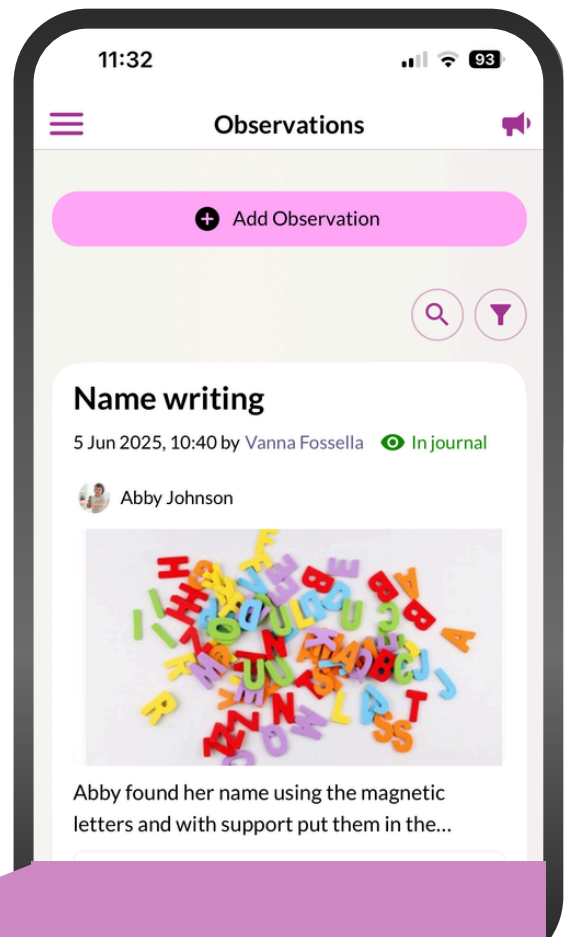 11:32
93
Observations
Add Observation
Name writing
5 Jun 2025, 10:40 by Vanna Fossella In journal
Abby Johnson
Abby found her name using the magnetic
letters and with support put them in the...